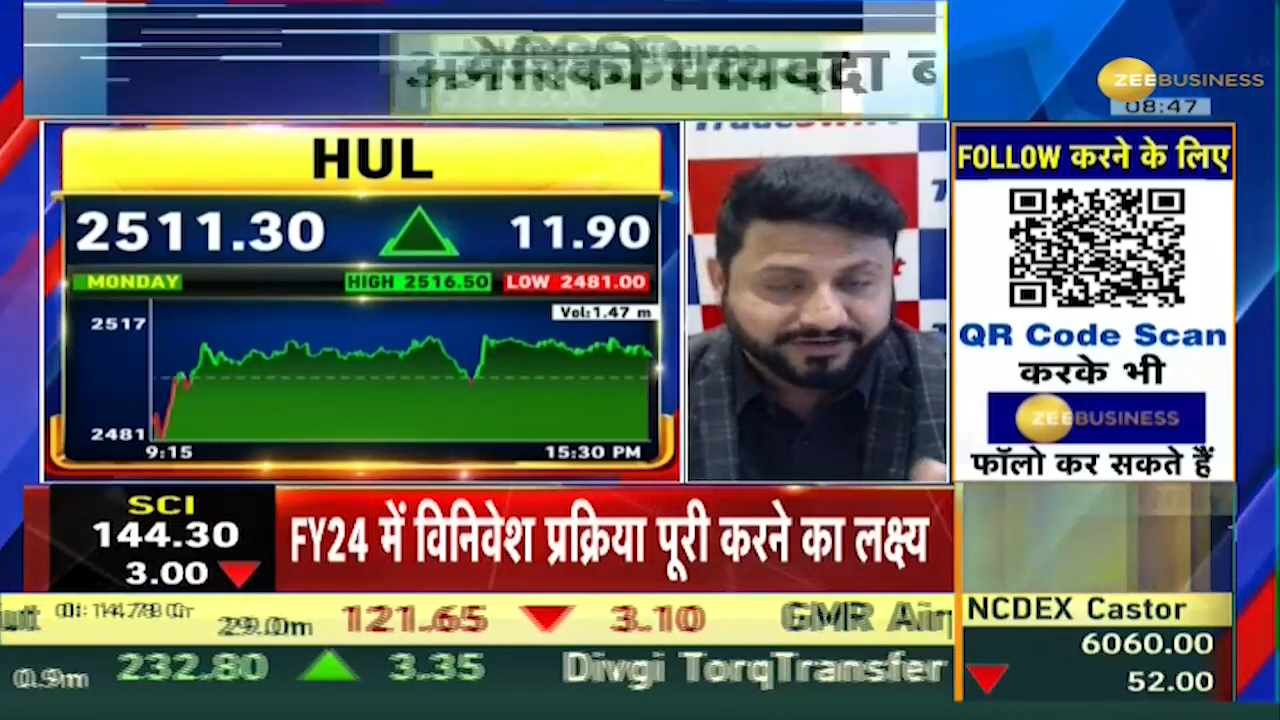 ZEEBUSINESS
08:47
HUL
2511.30 11.90
MONDAY HIGH 2516.50 LOW 2481.00
Vol:1.47 m
2517
2481
9:15 15:30 PM
FOLLOW करने के लिए
QR Code Scan
करके भी
ZEEBUSINESS
फॉलो कर सकते हैं
SCI
144.30
3.00
FY24 में विनिवेश प्रक्रिया पूरी करने का लक्ष्य
121.65 3.10 GMR
232.80 3.35 Divgi TorqTransfer
0.9m
NCDEX Castor
6060.00
52.00